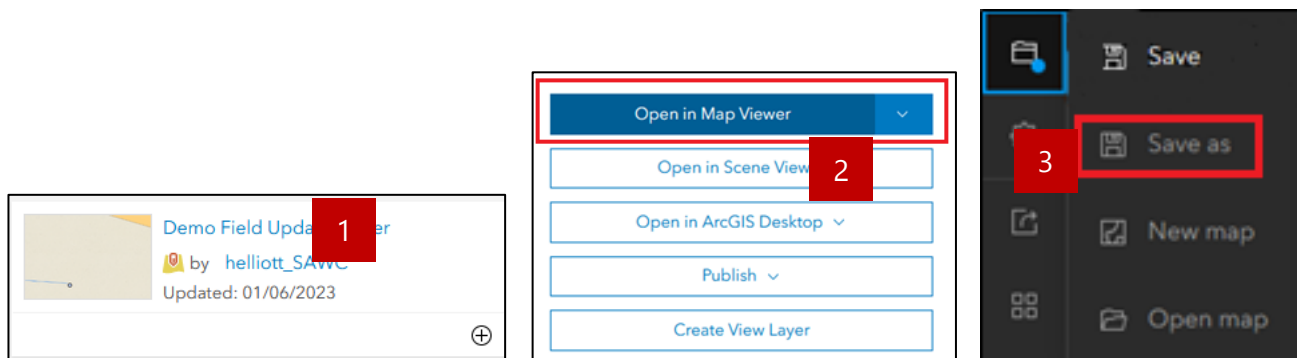 Demo Field Upda
1
er
by helliott_SAWC
Updated: 01/06/2023
Open in Map Viewer
Open in Scene View
2
Open in ArcGIS Desktop
Publish
Create View Layer
Save
3
Save as
New map
Open map